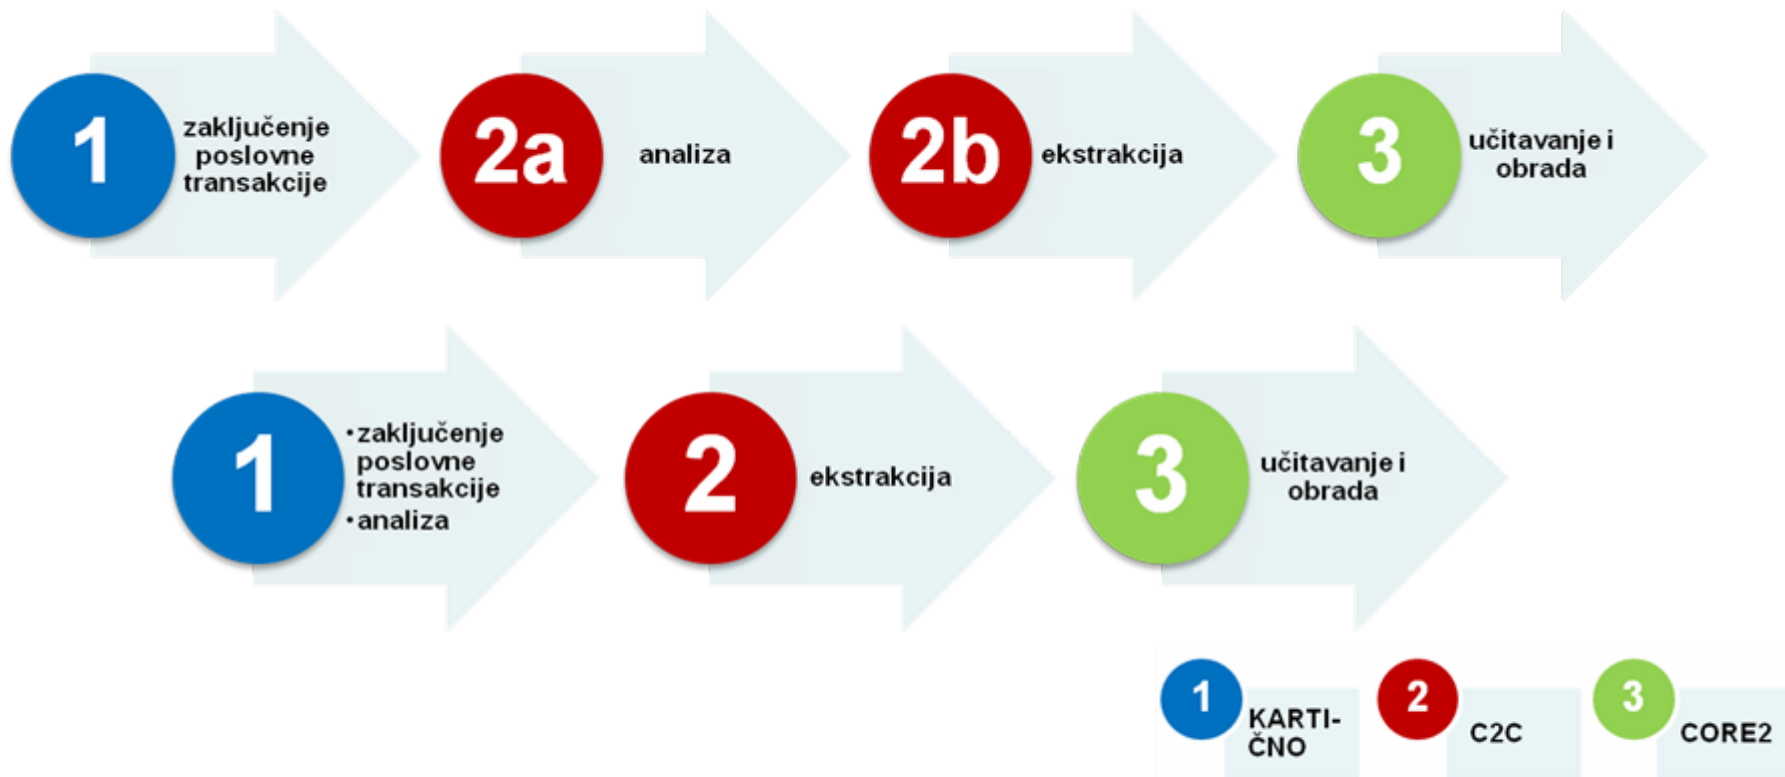 1
zaključenje
poslovne
transakcije
2a
analiza
2b
ekstrakcija
3
učitavanje i
obrada
1
•zaključenje
poslovne
transakcije
•analiza
2
ekstrakcija
3
učitavanje i
obrada
1
KARTI-
ČNO
2
C2C
3
CORE2